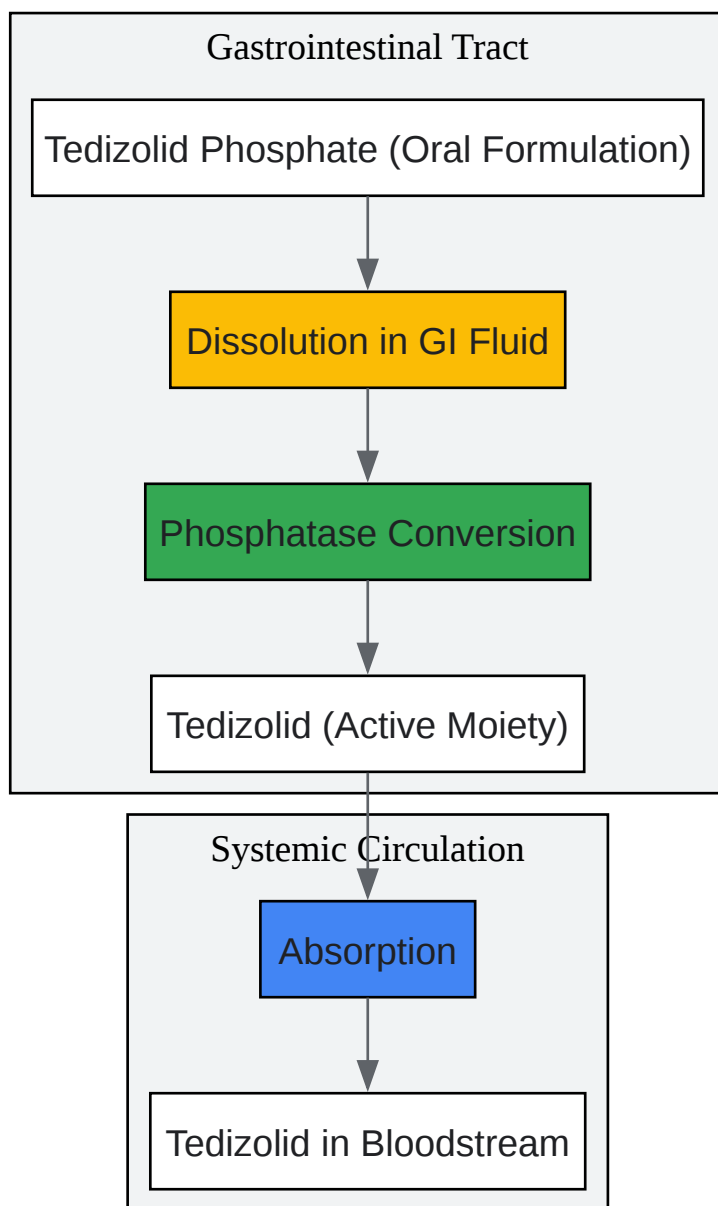 Gastrointestinal Tract
Tedizolid Phosphate (Oral Formulation)
Dissolution in GI Fluid
Phosphatase Conversion
Tedizolid (Active Moiety)
Systemic Circulation
Absorption
Tedizolid in Bloodstream